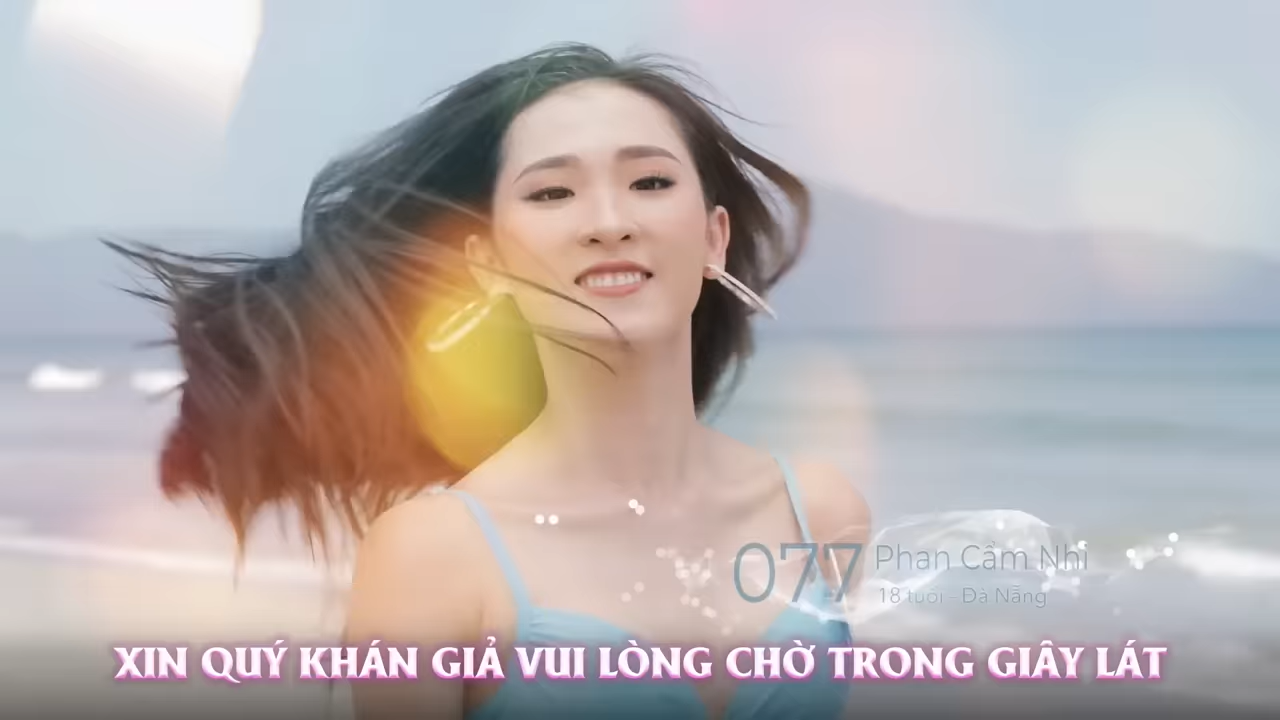 077
Phan Cẩm Nhi
18 tuổi - Đà Nẵng
XIN QUÝ KHÁN GIẢ VUI LÒNG CHỜ TRONG GIÂY LÁT